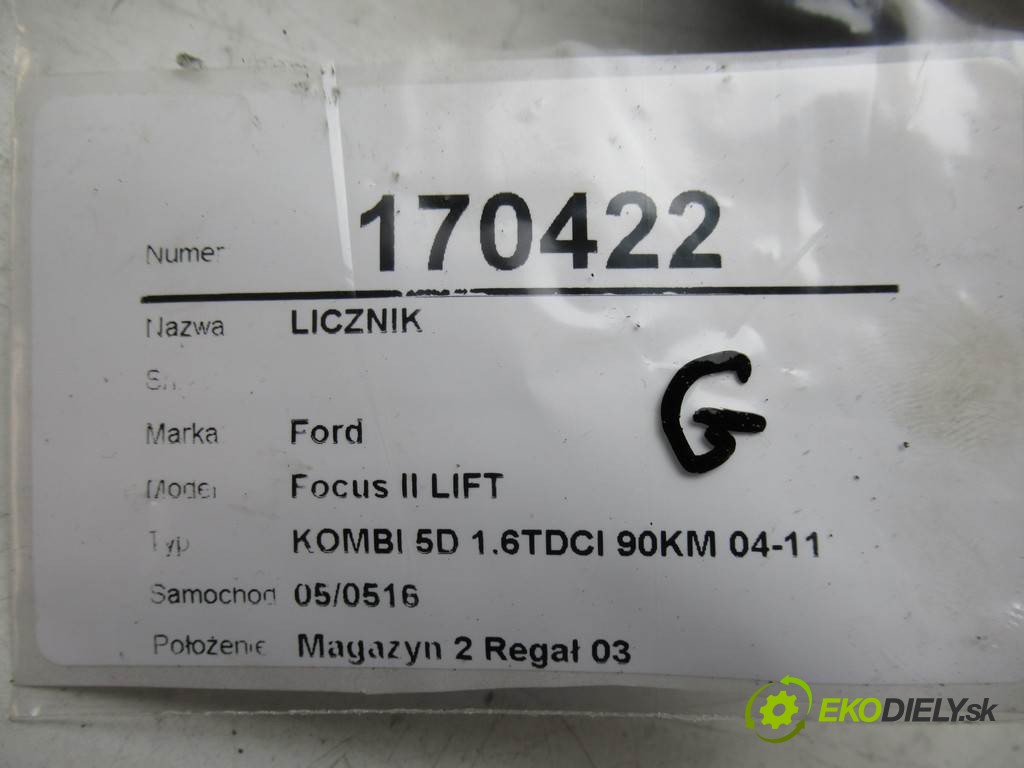 Numer 170422
Nazwa LICZNIK
G
Marka Ford
Model Focus II LIFT
Typ KOMBI 5D 1.6TDCI 90KM 04-11
Samochod 05/0516
Położenie Magazyn 2 Regał 03
EKODIELY.sk